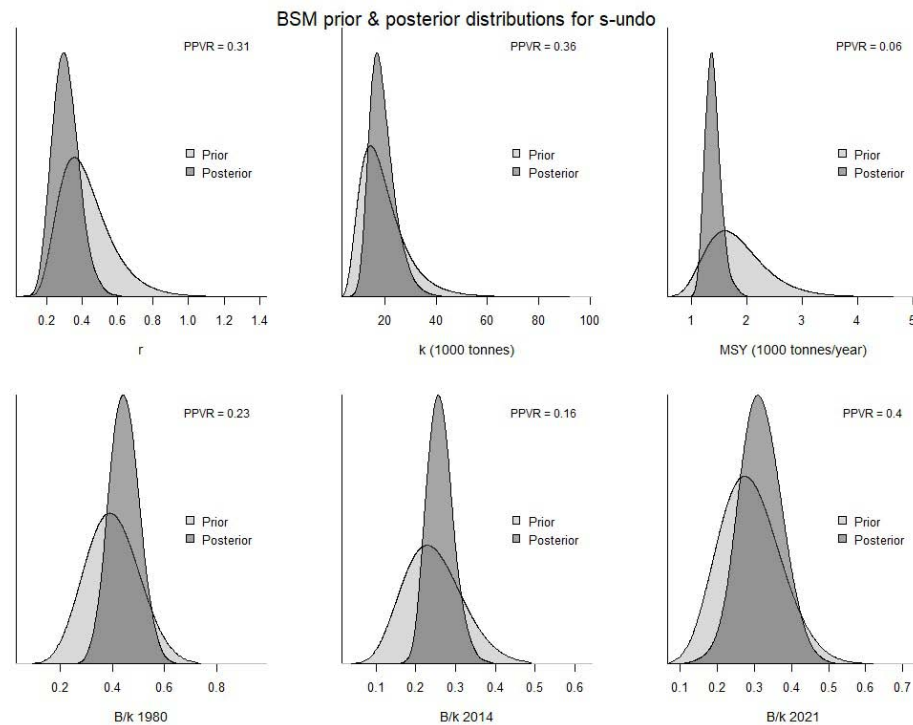 BSM prior & posterior distributions for s-undo
PPVR = 0.31
Prior
Posterior
0.2 0.4 0.6 0.8 1.0 1.2 1.4
r
PPVR = 0.36
Prior
Posterior
20 40 60 80 100
k (1000 tonnes)
PPVR = 0.06
Prior
Posterior
1 2 3 4 5
MSY (1000 tonnes/year)
PPVR = 0.23
Prior
Posterior
0.2 0.4 0.6 0.8
B/k 1980
PPVR = 0.16
Prior
Posterior
0.1 0.2 0.3 0.4 0.5 0.6
B/k 2014
PPVR = 0.4
Prior
Posterior
0.1 0.2 0.3 0.4 0.5 0.6 0.7
B/k 2021